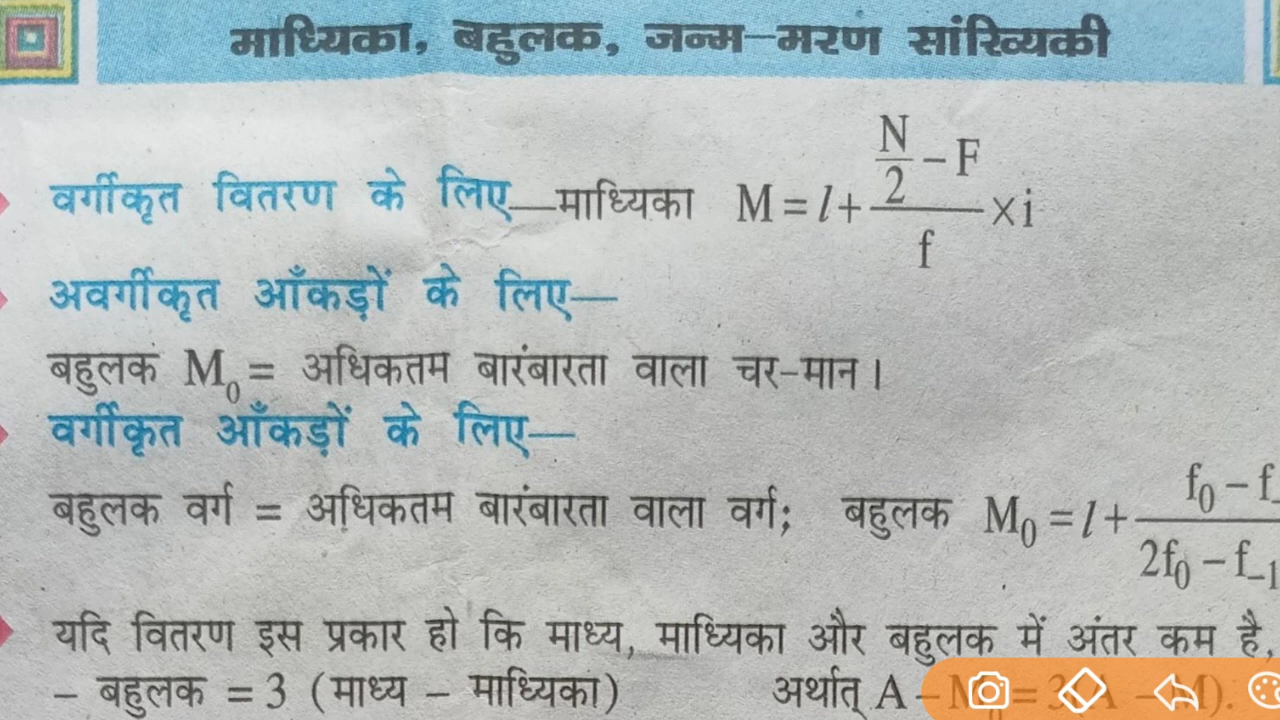 माध्यिका, बहुलक, जन्म-मरण सांख्यिकी
वर्गीकृत वितरण के लिए—माध्यिका M = l + (N/2 – F)/f × i
अवर्गीकृत आँकड़ों के लिए—
बहुलक M₀ = अधिकतम बारंबारता वाला चर-मान।
वर्गीकृत आँकड़ों के लिए—
बहुलक वर्ग = अधिकतम बारंबारता वाला वर्ग; बहुलक M₀ = l + (f₀ – f)/(2f₀ – f₋₁
यदि वितरण इस प्रकार हो कि माध्य, माध्यिका और बहुलक में अंतर कम है,
– बहुलक = 3 (माध्य – माध्यिका) अर्थात् A – M₀ = 3(A – M).